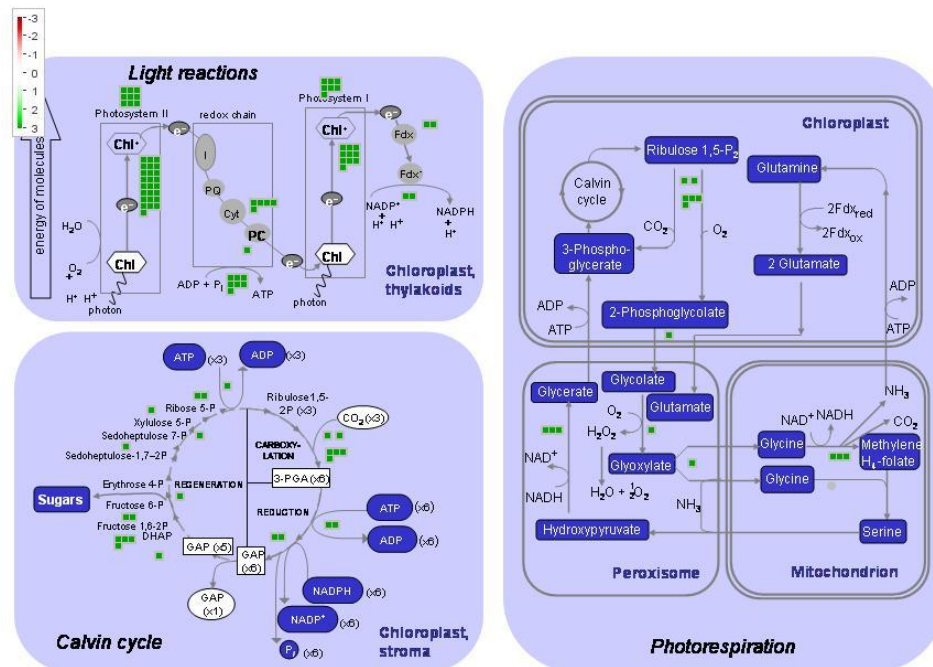 -3
-2
-1
0
1
2
3
energy of molecules
Light reactions
Photosystem II
redox chain
Photosystem I
Chl*
e-
I
PQ
Cyt
PC
e-
Chl
H2O
O2
+
H+ H+
photon
ADP + Pi
ATP
e-
Chl*
e-
Chl
photon
e-
Fdx
Fdx-
NADP+
+
H+ H+
NADPH
+
H+
Chloroplast,
thylakoids
ATP
(x3)
ADP
(x3)
Ribulose1,5-
2P (x3)
CO2(x3)
Ribose 5-P
Xylulose 5-P
Sedoheptulose 7-P
Sedoheptulose-1,7-2P
Erythrose 4-P
Fructose 6-P
Fructose 1,6-2P
DHAP
Sugars
CARBOXY-
LATION
REGENERATION
3-PGA (x6)
REDUCTION
ATP
(x6)
ADP
(x6)
GAP (x5)
GAP
(x6)
GAP
(x1)
NADPH
(x6)
NADP+
(x6)
Pi
(x6)
Calvin cycle
Chloroplast,
stroma
Chloroplast
Ribulose 1,5-P2
Glutamine
Calvin
cycle
CO2
O2
2Fdxred
2Fdxox
3-Phospho-
glycerate
2 Glutamate
2-Phosphoglycolate
ADP
ATP
ADP
ATP
Glycerate
Glycolate
Glutamate
O2
H2O2
Glyoxylate
NAD+
NADH
H2O + ½O2
NH3
Hydroxypyruvate
Peroxisome
NH3
NAD+
NADH
CO2
Glycine
Methylene
H4-folate
Glycine
Serine
Mitochondrion
Photorespiration